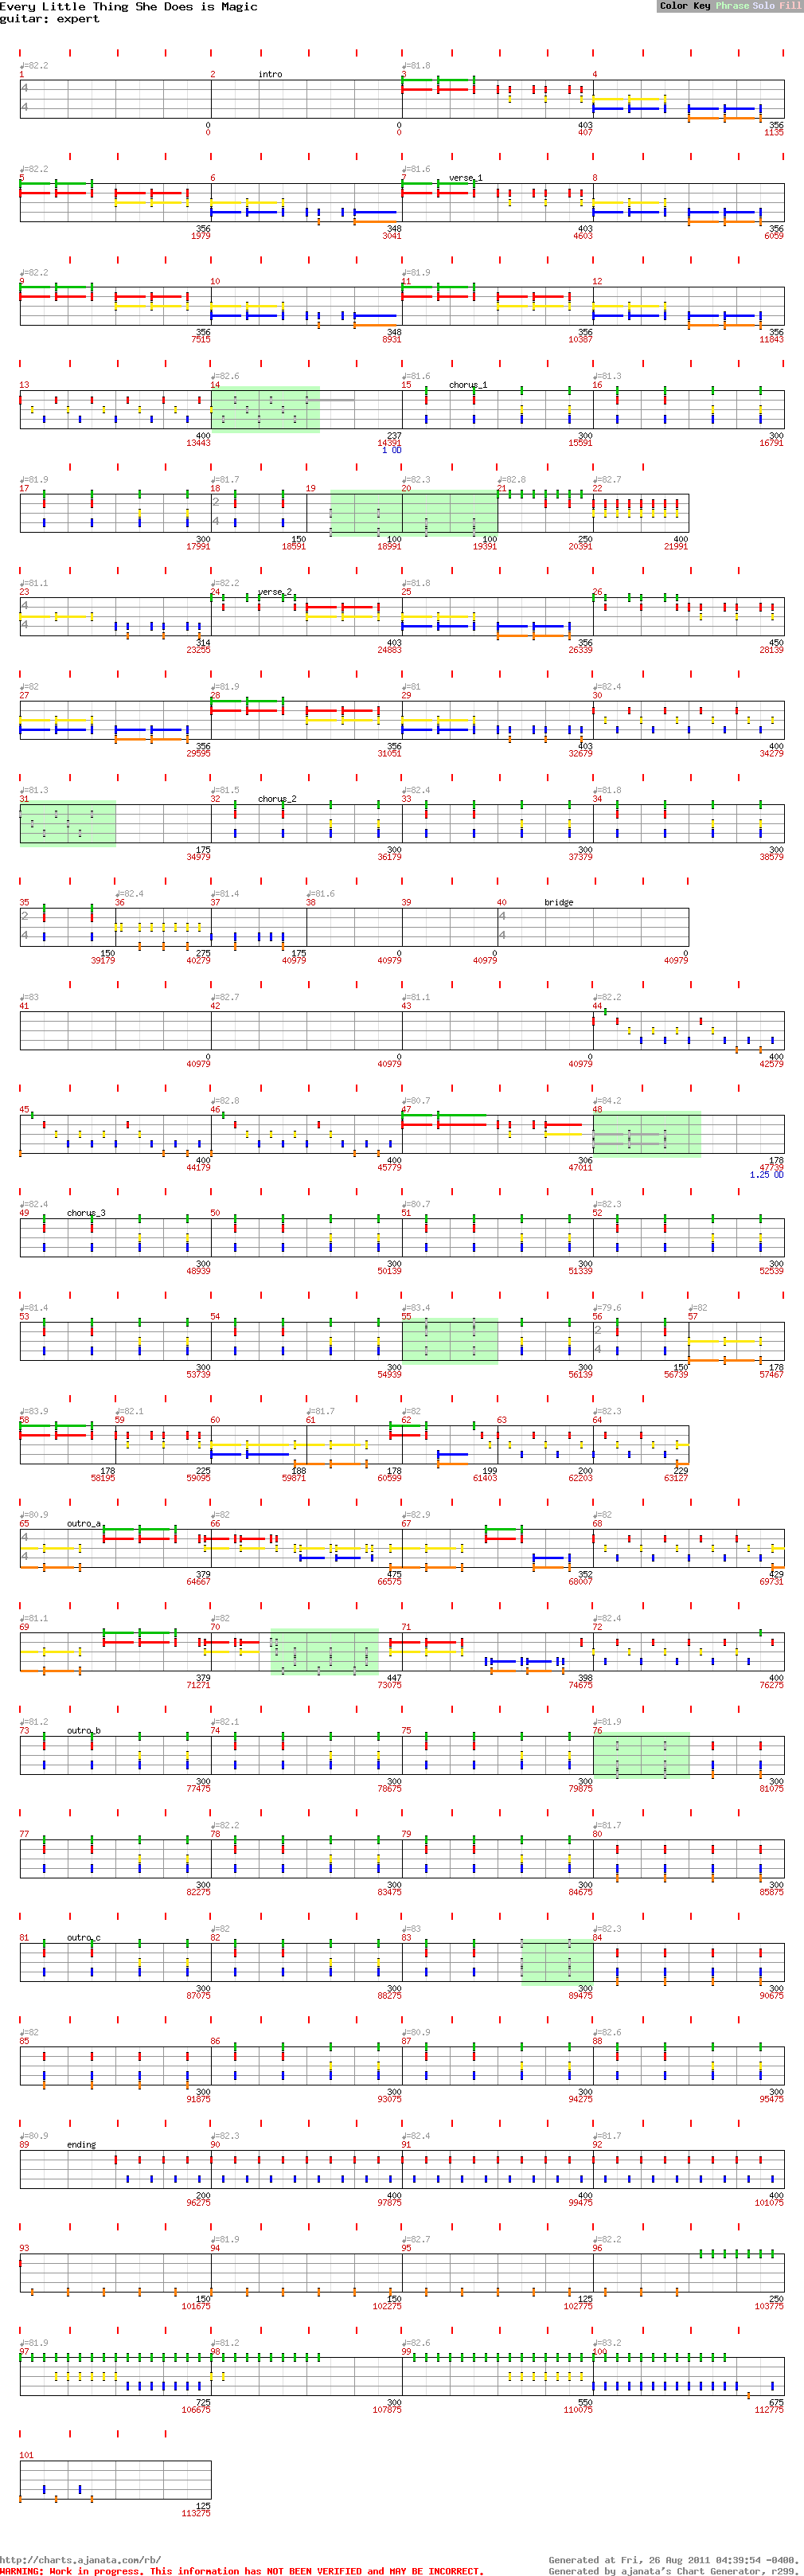 Every Little Thing She Does is Magic
Color Key Phrase Solo Fill
guitar: expert
♩=82.2 ♩=81.8
1 2 intro 3 4
4
4
0 0 403 356
0 0 407 1135
♩=82.2 ♩=81.6
5 6 7 verse_1 8
356 348 403 356
1979 3041 4603 6059
♩=82.2 ♩=81.9
9 10 11 12
356 348 356 356
7515 8931 10387 11843
♩=82.6 ♩=81.6 ♩=81.3
13 14 15 chorus_1 16
400 237 300 300
13443 14391 15591 16791
1 OD
♩=81.9 ♩=81.7 ♩=82.3 ♩=82.8 ♩=82.7
17 18 19 20 21 22
2
4
300 150 100 100 250 400
17991 18591 18991 19391 20391 21991
♩=81.1 ♩=82.2 ♩=81.8
23 24 verse_2 25 26
4
4
314 403 356 450
23255 24883 26339 28139
♩=82 ♩=81.9 ♩=81 ♩=82.4
27 28 29 30
356 356 403 400
29595 31051 32679 34279
♩=81.3 ♩=81.5 ♩=82.4 ♩=81.8
31 32 chorus_2 33 34
175 300 300 300
34979 36179 37379 38579
♩=82.4 ♩=81.4 ♩=81.6
35 36 37 38 39 40 bridge
2 4
4 4
150 275 175 0 0 0
39179 40279 40979 40979 40979 40979
♩=83 ♩=82.7 ♩=81.1 ♩=82.2
41 42 43 44
0 0 0 400
40979 40979 40979 42579
♩=82.8 ♩=80.7 ♩=84.2
45 46 47 48
400 400 306 178
44179 45779 47011 47739
1.25 OD
♩=82.4 ♩=80.7 ♩=82.3
49 chorus_3 50 51 52
300 300 300 300
48939 50139 51339 52539
♩=81.4 ♩=83.4 ♩=79.6 ♩=82
53 54 55 56 57
2
4
300 300 300 150 178
53739 54939 56139 56739 57467
♩=83.9 ♩=82.1 ♩=81.7 ♩=82 ♩=82.3
58 59 60 61 62 63 64
178 225 188 178 199 200 229
58195 59095 59871 60599 61403 62203 63127
♩=80.9 ♩=82 ♩=82.9 ♩=82
65 outro_a 66 67 68
4
4
379 475 352 429
64667 66575 68007 69731
♩=81.1 ♩=82 ♩=82.4
69 70 71 72
379 447 398 400
71271 73075 74675 76275
♩=81.2 ♩=82.1 ♩=81.9
73 outro_b 74 75 76
300 300 300 300
77475 78675 79875 81075
♩=82.2 ♩=81.7
77 78 79 80
300 300 300 300
82275 83475 84675 85875
♩=82 ♩=83 ♩=82.3
81 outro_c 82 83 84
300 300 300 300
87075 88275 89475 90675
♩=82 ♩=80.9 ♩=82.6
85 86 87 88
300 300 300 300
91875 93075 94275 95475
♩=80.9 ♩=82.3 ♩=82.4 ♩=81.7
89 ending 90 91 92
200 400 400 400
96275 97875 99475 101075
♩=81.9 ♩=82.7 ♩=82.2
93 94 95 96
150 150 125 250
101675 102275 102775 103775
♩=81.9 ♩=81.2 ♩=82.6 ♩=83.2
97 98 99 100
725 300 550 675
106675 107875 110075 112775
101
125
113275
http://charts.ajanata.com/rb/ Generated at Fri, 26 Aug 2011 04:39:54 -0400.
WARNING: Work in progress. This information has NOT BEEN VERIFIED and MAY BE INCORRECT. Generated by ajanata's Chart Generator, r299.